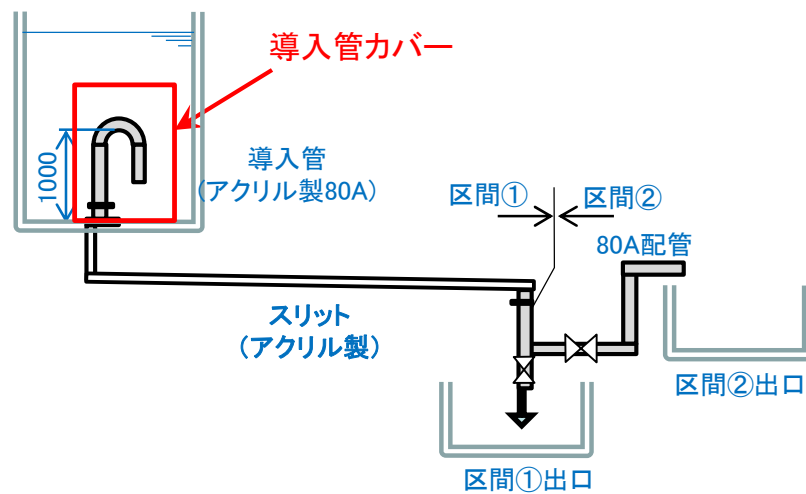 導入管カバー
1000
導入管
(アクリル製80A)
区間① 区間②
80A配管
スリット
(アクリル製)
区間②出口
区間①出口